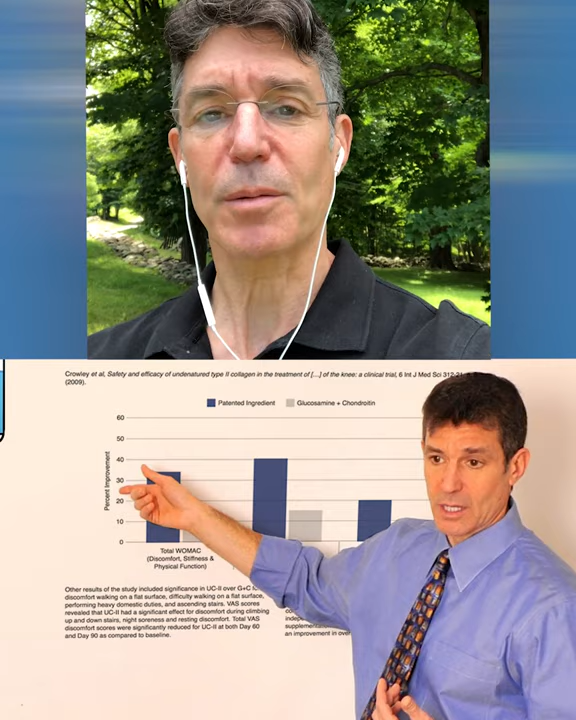 Crowley et al, Safety and efficacy of undenatured type II collagen in the treatment of [...] of the knee: a clinical trial, 6 Int J Med Sci 312-21
(2009).
Patented Ingredient
Glucosamine + Chondroitin
Percent Improvement
60
50
40
30
20
10
0
Total WOMAC
(Discomfort, Stiffness &
Physical Function)
Other results of the study included significance in UC-II over G+C
discomfort walking on a flat surface, difficulty walking on a flat surface,
performing heavy domestic duties, and ascending stairs. VAS scores
revealed that UC-II had a significant effect for discomfort during climbing
up and down stairs, night soreness and resting discomfort. Total VAS
discomfort scores were significantly reduced for UC-II at both Day 60
and Day 90 as compared to baseline.
an improvement in over